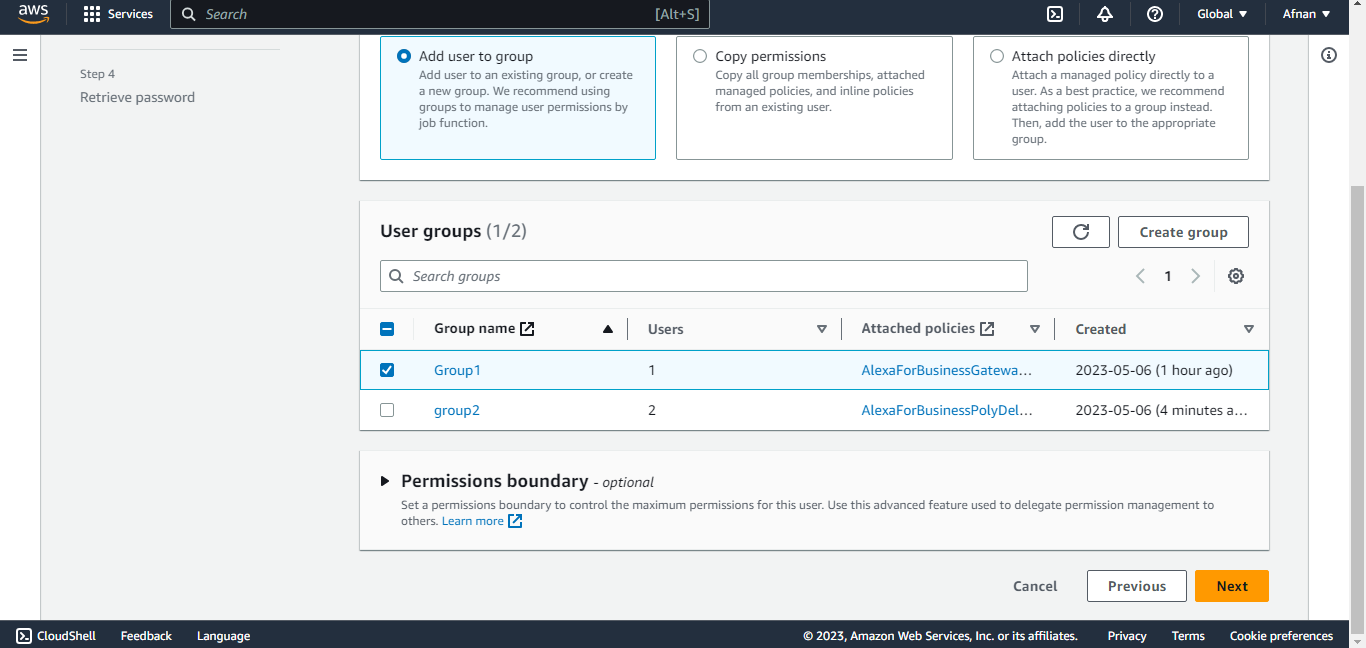 aws
Services
Search [Alt+S]
Global
Afnan
Step 4
Retrieve password
Add user to group
Add user to an existing group, or create
a new group. We recommend using
groups to manage user permissions by
job function.
Copy permissions
Copy all group memberships, attached
managed policies, and inline policies
from an existing user.
Attach policies directly
Attach a managed policy directly to a
user. As a best practice, we recommend
attaching policies to a group instead.
Then, add the user to the appropriate
group.
User groups (1/2)
Create group
Search groups
1
Group name Users Attached policies Created
Group1 1 AlexaForBusinessGatewa... 2023-05-06 (1 hour ago)
group2 2 AlexaForBusinessPolyDel... 2023-05-06 (4 minutes a...
Permissions boundary - optional
Set a permissions boundary to control the maximum permissions for this user. Use this advanced feature used to delegate permission management to
others. Learn more
Cancel Previous Next
CloudShell Feedback Language © 2023, Amazon Web Services, Inc. or its affiliates. Privacy Terms Cookie preferences